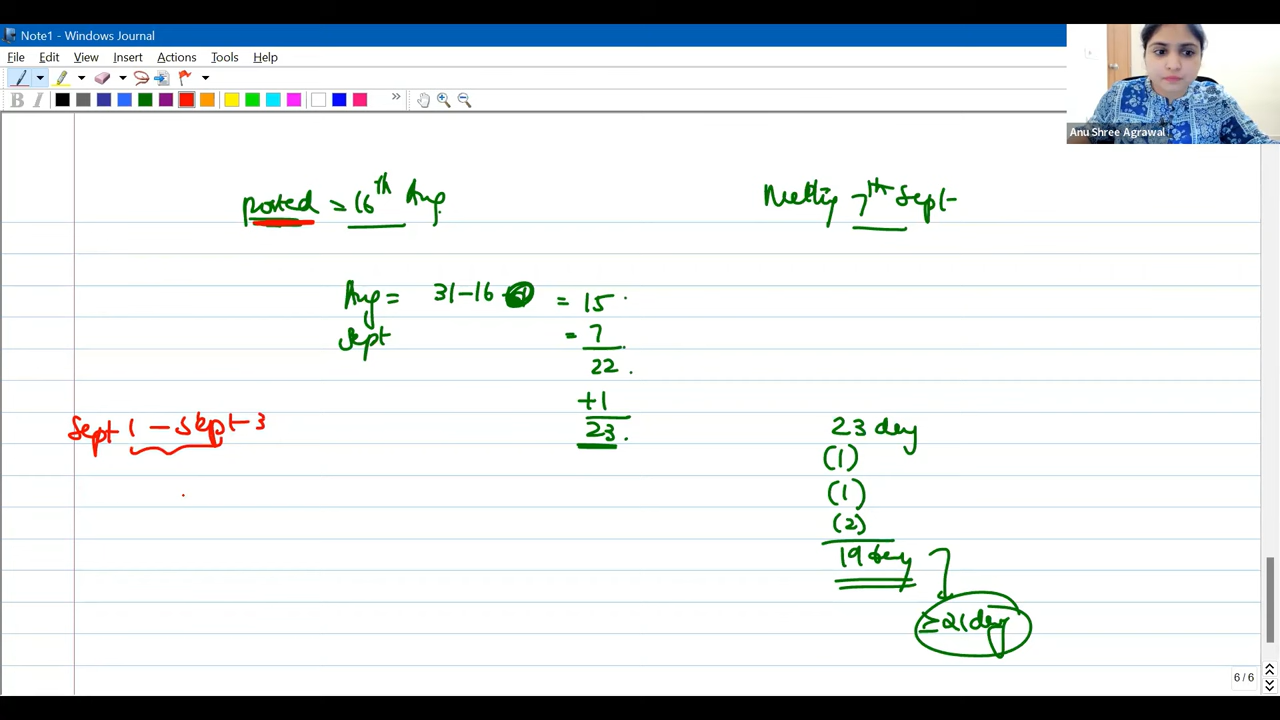 Note1 - Windows Journal
File Edit View Insert Actions Tools Help
Anu Shree Agrawal
posted = 16th Aug
7th Sept
Aug = 31-16 = 15
Sept = 7
22
+1
23
Sept 1 - Sept - 3
23 day
(1)
(1)
(2)
19 day
≥21 day
6 / 6